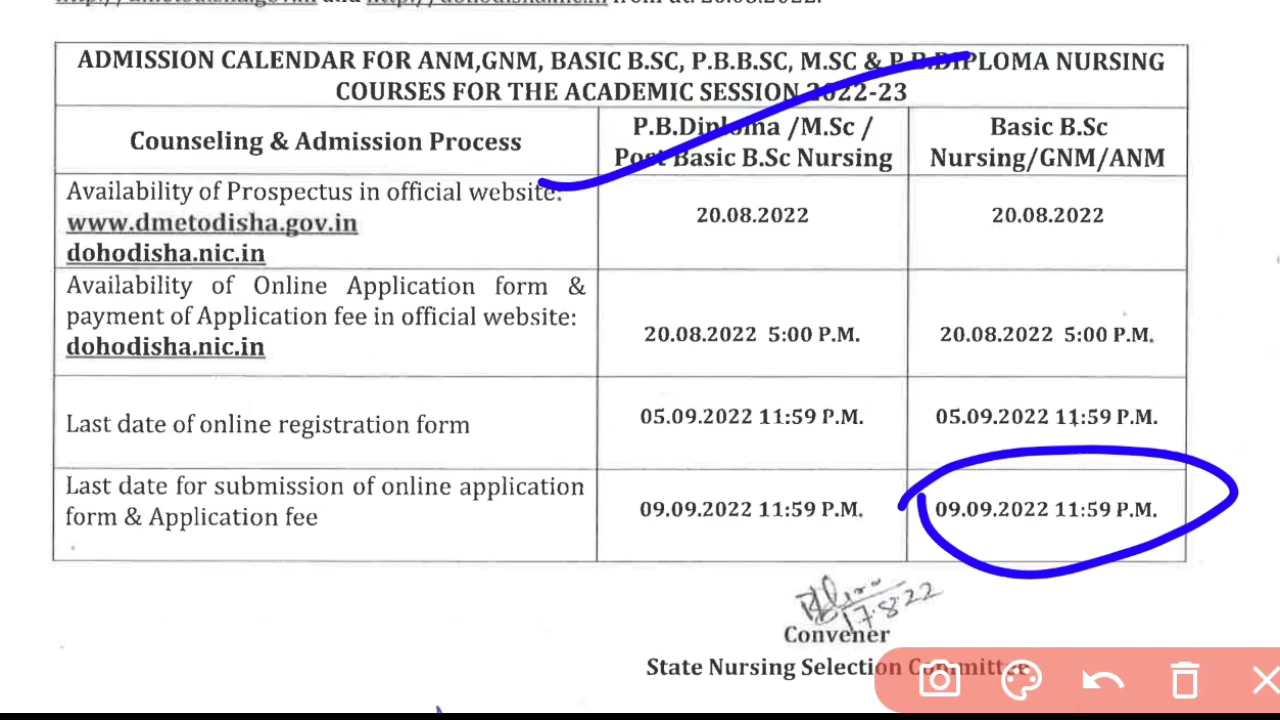 ADMISSION CALENDAR FOR ANM,GNM, BASIC B.SC, P.B.B.SC, M.SC & P.B.DIPLOMA NURSING
COURSES FOR THE ACADEMIC SESSION 2022-23
Counseling & Admission Process
P.B.Diploma /M.Sc /
Post Basic B.Sc Nursing
Basic B.Sc
Nursing/GNM/ANM
Availability of Prospectus in official website:
www.dmetodisha.gov.in
dohodisha.nic.in
20.08.2022
20.08.2022
Availability of Online Application form &
payment of Application fee in official website:
dohodisha.nic.in
20.08.2022 5:00 P.M.
20.08.2022 5:00 P.M.
Last date of online registration form
05.09.2022 11:59 P.M.
05.09.2022 11:59 P.M.
Last date for submission of online application
form & Application fee
09.09.2022 11:59 P.M.
09.09.2022 11:59 P.M.
17.8.22
Convener
State Nursing Selection Committee